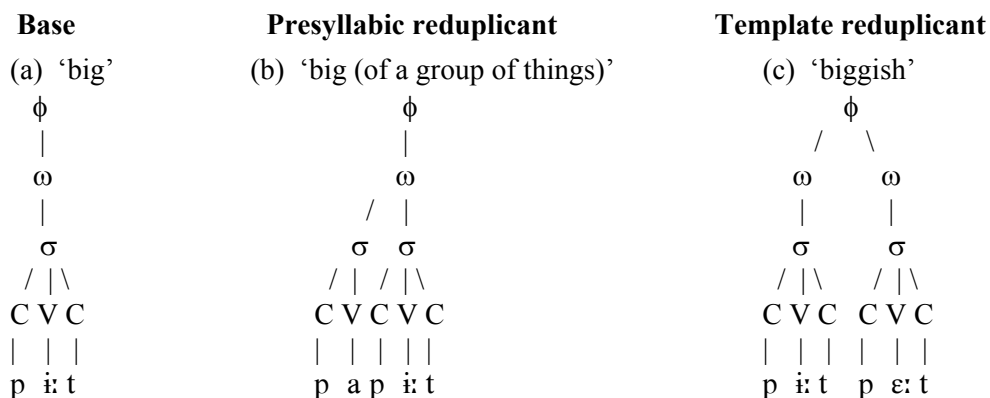 Base Presyllabic reduplicant Template reduplicant
(a) ‘big’ (b) ‘big (of a group of things)’ (c) ‘biggish’
ϕ ϕ ϕ
| | / \
ω ω ω ω
| / | | |
σ σ σ σ σ
/ | \ / | / | \ / | \ / | \
C V C C V C V C C V C C V C
| | | | | | | | | | | | | |
p ɨː t p a p ɨː t p ɨː t p ɛː t